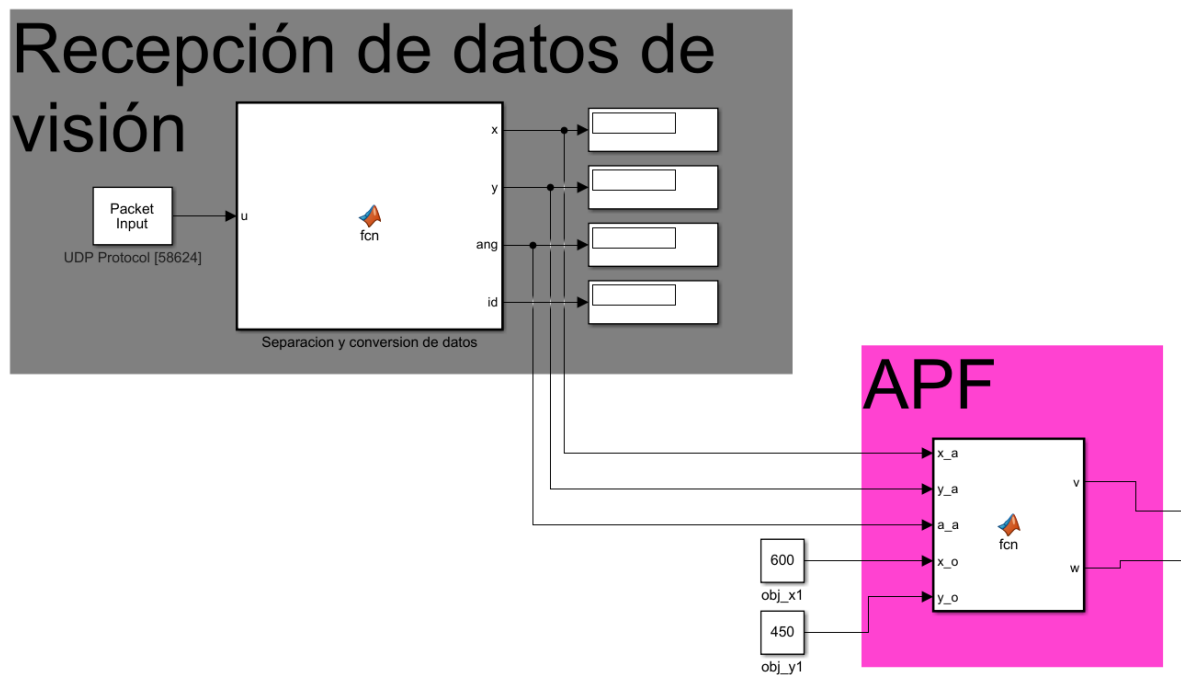 Recepción de datos de
visión
Packet
Input
UDP Protocol [58624]
u
fcn
x
y
ang
id
Separacion y conversion de datos
APF
x_a
y_a
a_a
x_o
y_o
fcn
v
w
600
obj_x1
450
obj_y1